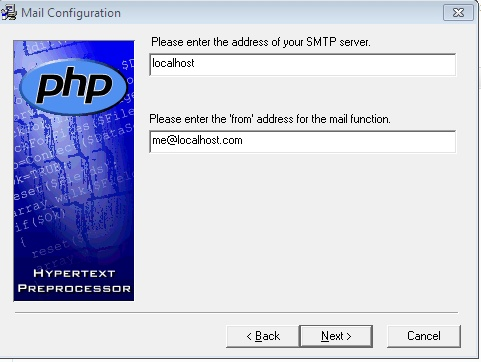 Mail Configuration
Please enter the address of your SMTP server.
localhost
Please enter the 'from' address for the mail function.
me@localhost.com
php
HYPERTEXT
PREPROCESSOR
< Back
Next >
Cancel